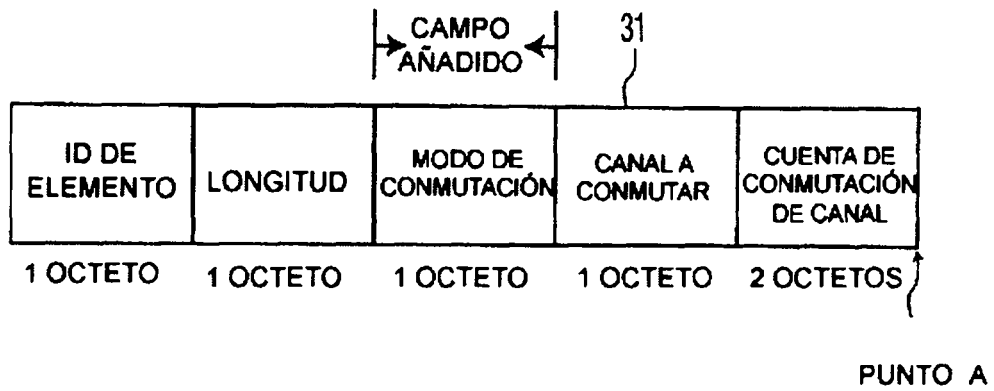 CAMPO
AÑADIDO
31
ID DE
ELEMENTO
LONGITUD
MODO DE
CONMUTACIÓN
CANAL A
CONMUTAR
CUENTA DE
CONMUTACIÓN
DE CANAL
1 OCTETO
1 OCTETO
1 OCTETO
1 OCTETO
2 OCTETOS
PUNTO A